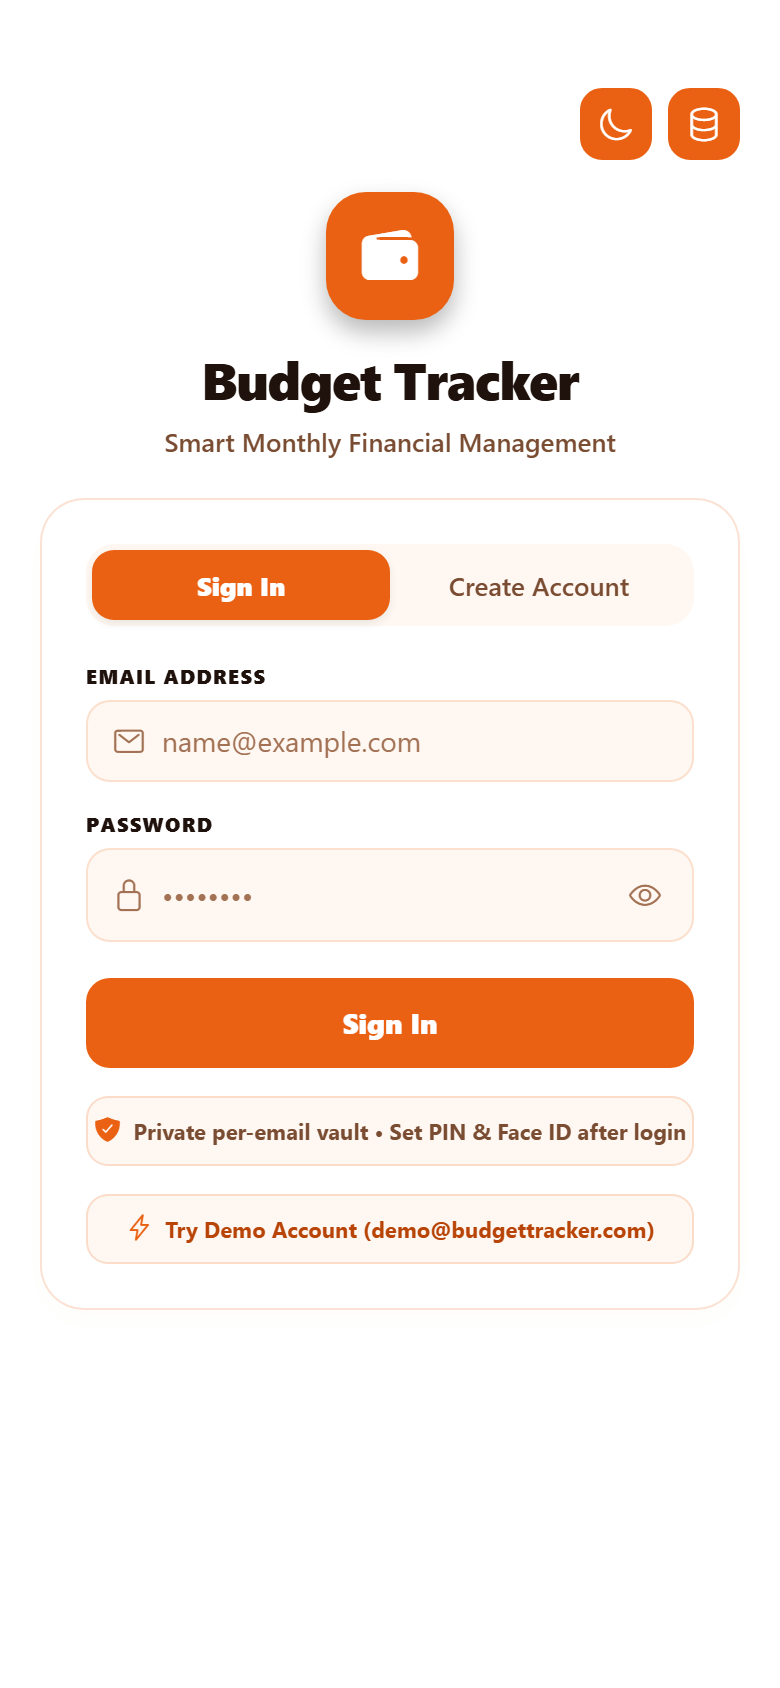 Budget Tracker
Smart Monthly Financial Management
Sign In
Create Account
EMAIL ADDRESS
name@example.com
PASSWORD
••••••••
Sign In
Private per-email vault • Set PIN & Face ID after login
Try Demo Account (demo@budgettracker.com)